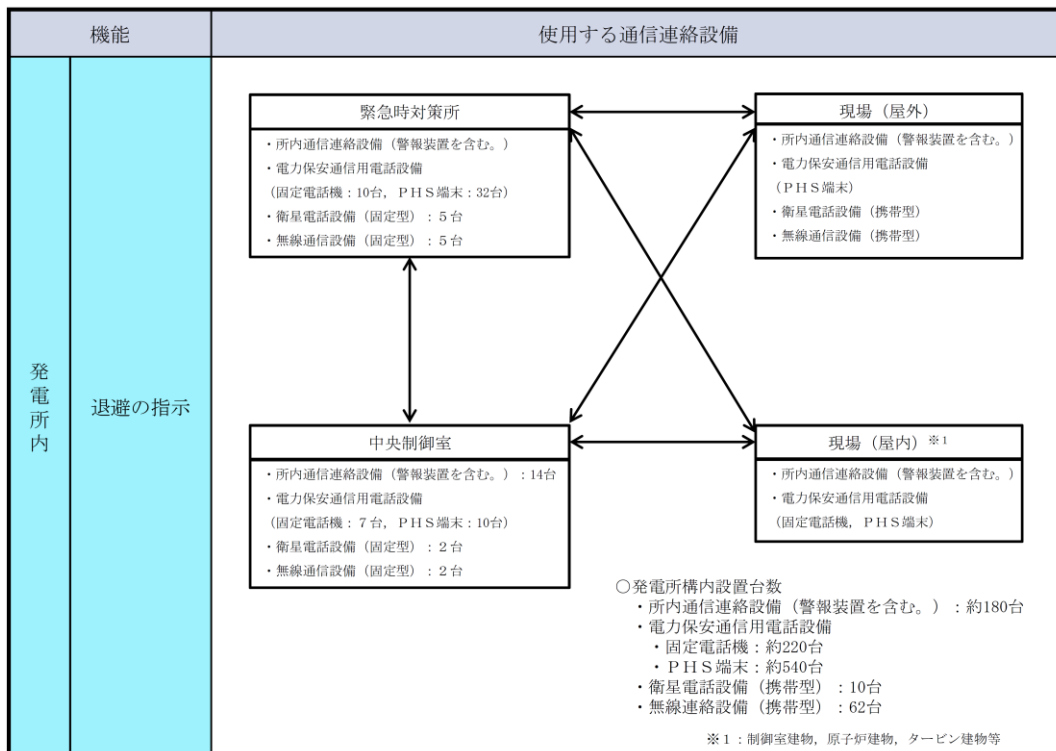 機能
使用する通信連絡設備
発電所内
退避の指示
緊急時対策所
・所内通信連絡設備（警報装置を含む。）
・電力保安通信用電話設備
（固定電話機：10台，ＰＨＳ端末：32台）
・衛星電話設備（固定型）：５台
・無線通信設備（固定型）：５台
現場（屋外）
・所内通信連絡設備（警報装置を含む。）
・電力保安通信用電話設備
（ＰＨＳ端末）
・衛星電話設備（携帯型）
・無線通信設備（携帯型）
中央制御室
・所内通信連絡設備（警報装置を含む。）：14台
・電力保安通信用電話設備
（固定電話機：７台，ＰＨＳ端末：10台）
・衛星電話設備（固定型）：２台
・無線通信設備（固定型）：２台
現場（屋内）※１
・所内通信連絡設備（警報装置を含む。）
・電力保安通信用電話設備
（固定電話機，ＰＨＳ端末）
○発電所構内設置台数
・所内通信連絡設備（警報装置を含む。）：約180台
・電力保安通信用電話設備
・固定電話機：約220台
・ＰＨＳ端末：約540台
・衛星電話設備（携帯型）：10台
・無線連絡設備（携帯型）：62台
※１：制御室建物，原子炉建物，タービン建物等